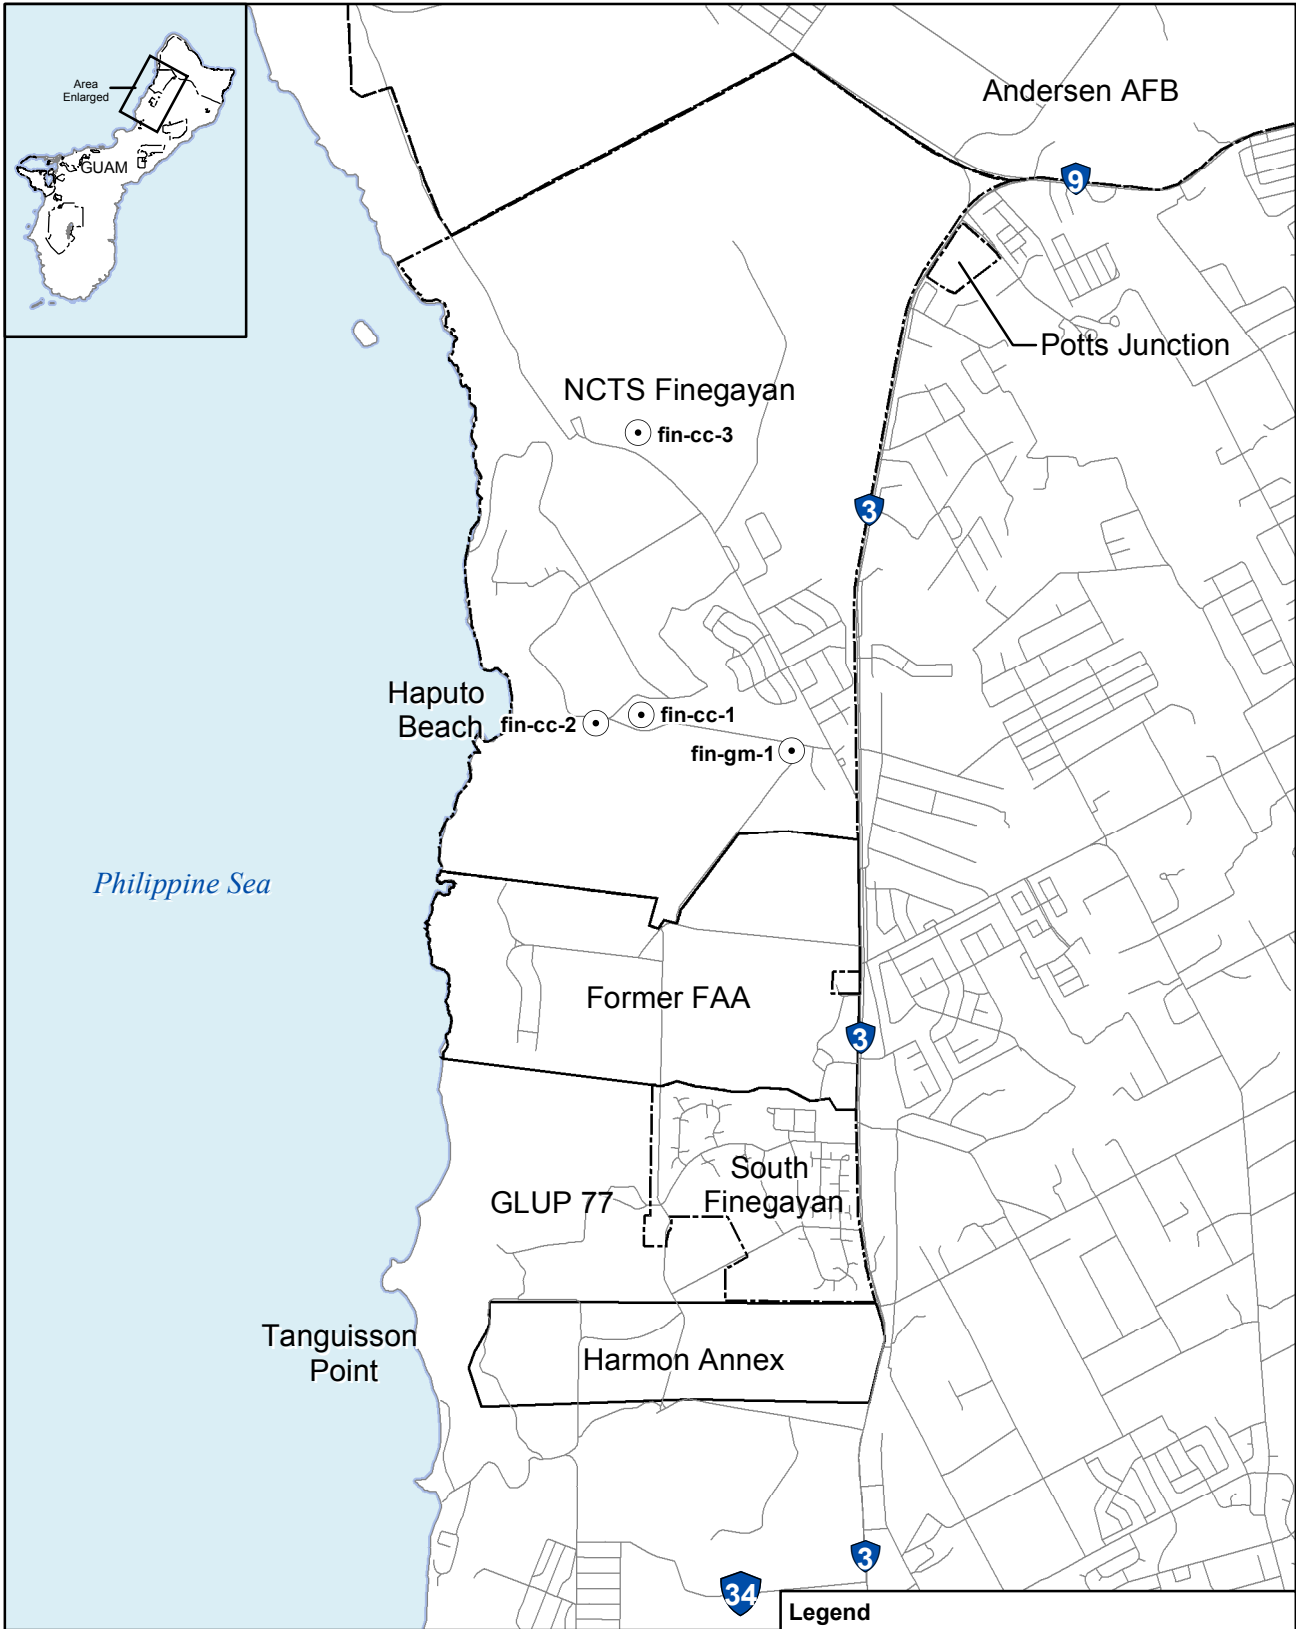 Area
Enlarged
GUAM
Andersen AFB
9
Potts Junction
NCTS Finegayan
fin-cc-3
3
Haputo
Beach
fin-cc-2
fin-cc-1
fin-gm-1
Philippine Sea
Former FAA
3
South
Finegayan
GLUP 77
Tanguisson
Point
Harmon Annex
3
34
Legend